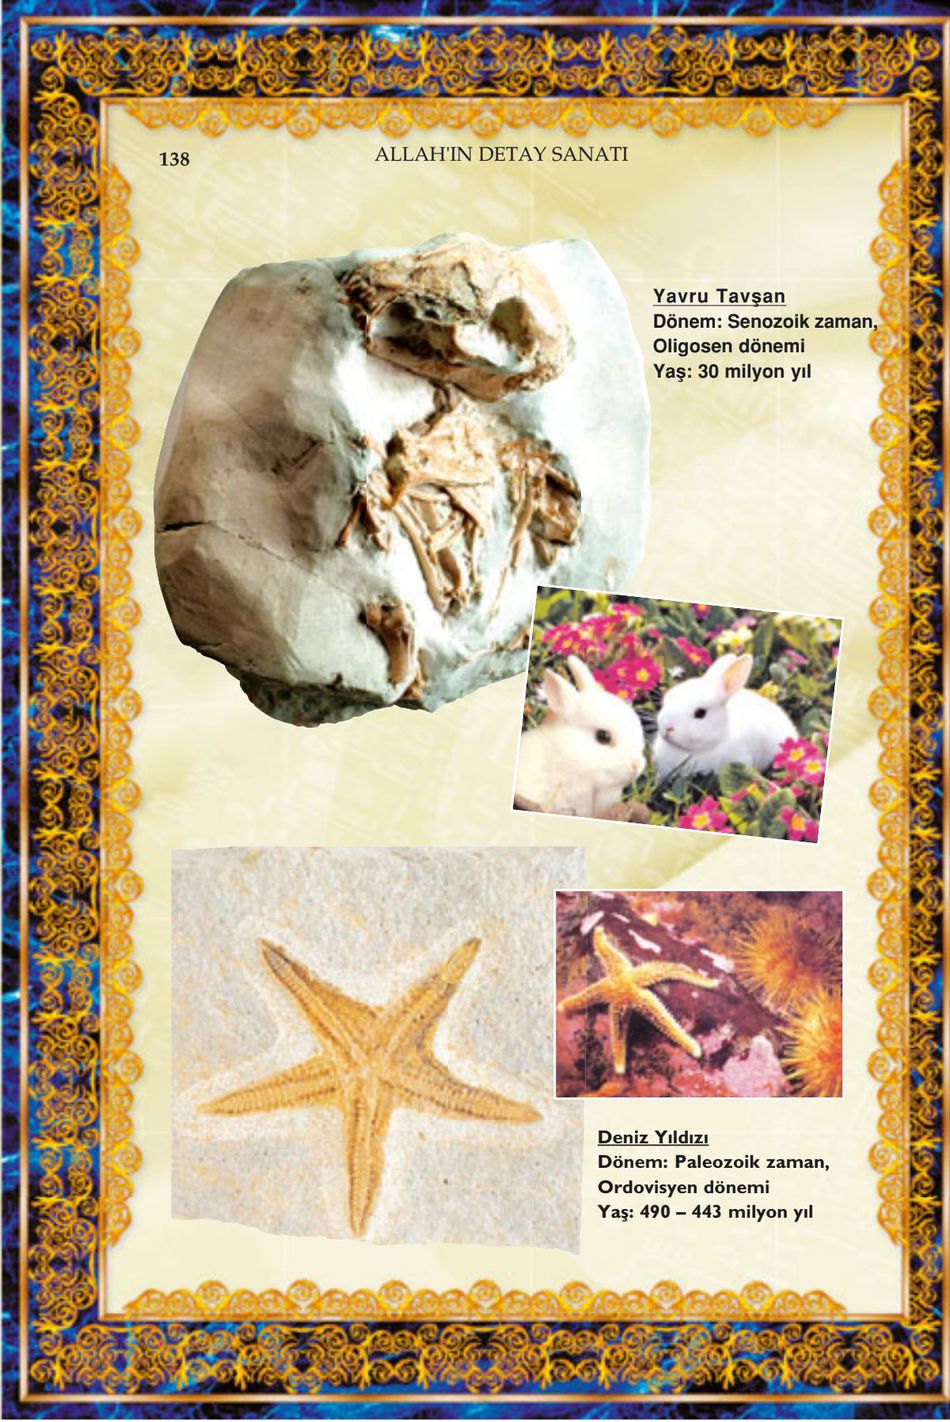 138
ALLAH'IN DETAY SANATI
Yavru Tavşan
Dönem: Senozoik zaman,
Oligosen dönemi
Yaş: 30 milyon yıl
Deniz Yıldızı
Dönem: Paleozoik zaman,
Ordovisyen dönemi
Yaş: 490 – 443 milyon yıl